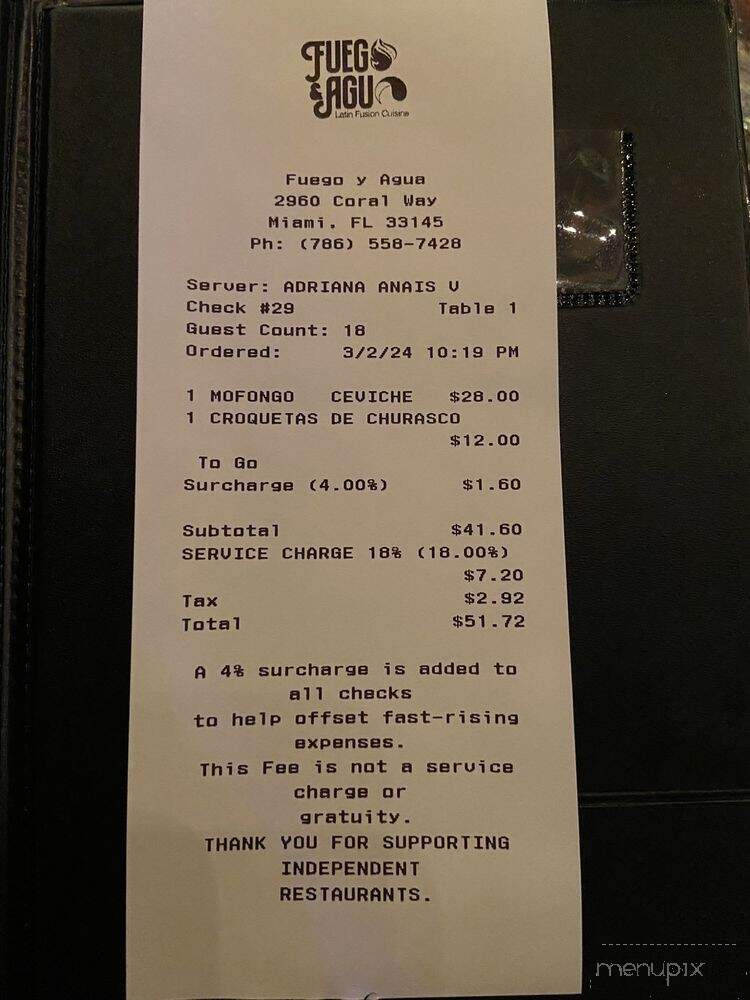 FUEGO
& AGUA
Latin Fusion Cuisine
Fuego y Agua
2960 Coral Way
Miami, FL 33145
Ph: (786) 558-7428
Server: ADRIANA ANAIS V
Check #29 Table 1
Guest Count: 18
Ordered: 3/2/24 10:19 PM
1 MOFONGO CEVICHE $28.00
1 CROQUETAS DE CHURASCO
$12.00
To Go
Surcharge (4.00%) $1.60
Subtotal $41.60
SERVICE CHARGE 18% (18.00%)
$7.20
Tax $2.92
Total $51.72
A 4% surcharge is added to
all checks
to help offset fast-rising
expenses.
This Fee is not a service
charge or
gratuity.
THANK YOU FOR SUPPORTING
INDEPENDENT
RESTAURANTS.
menupix